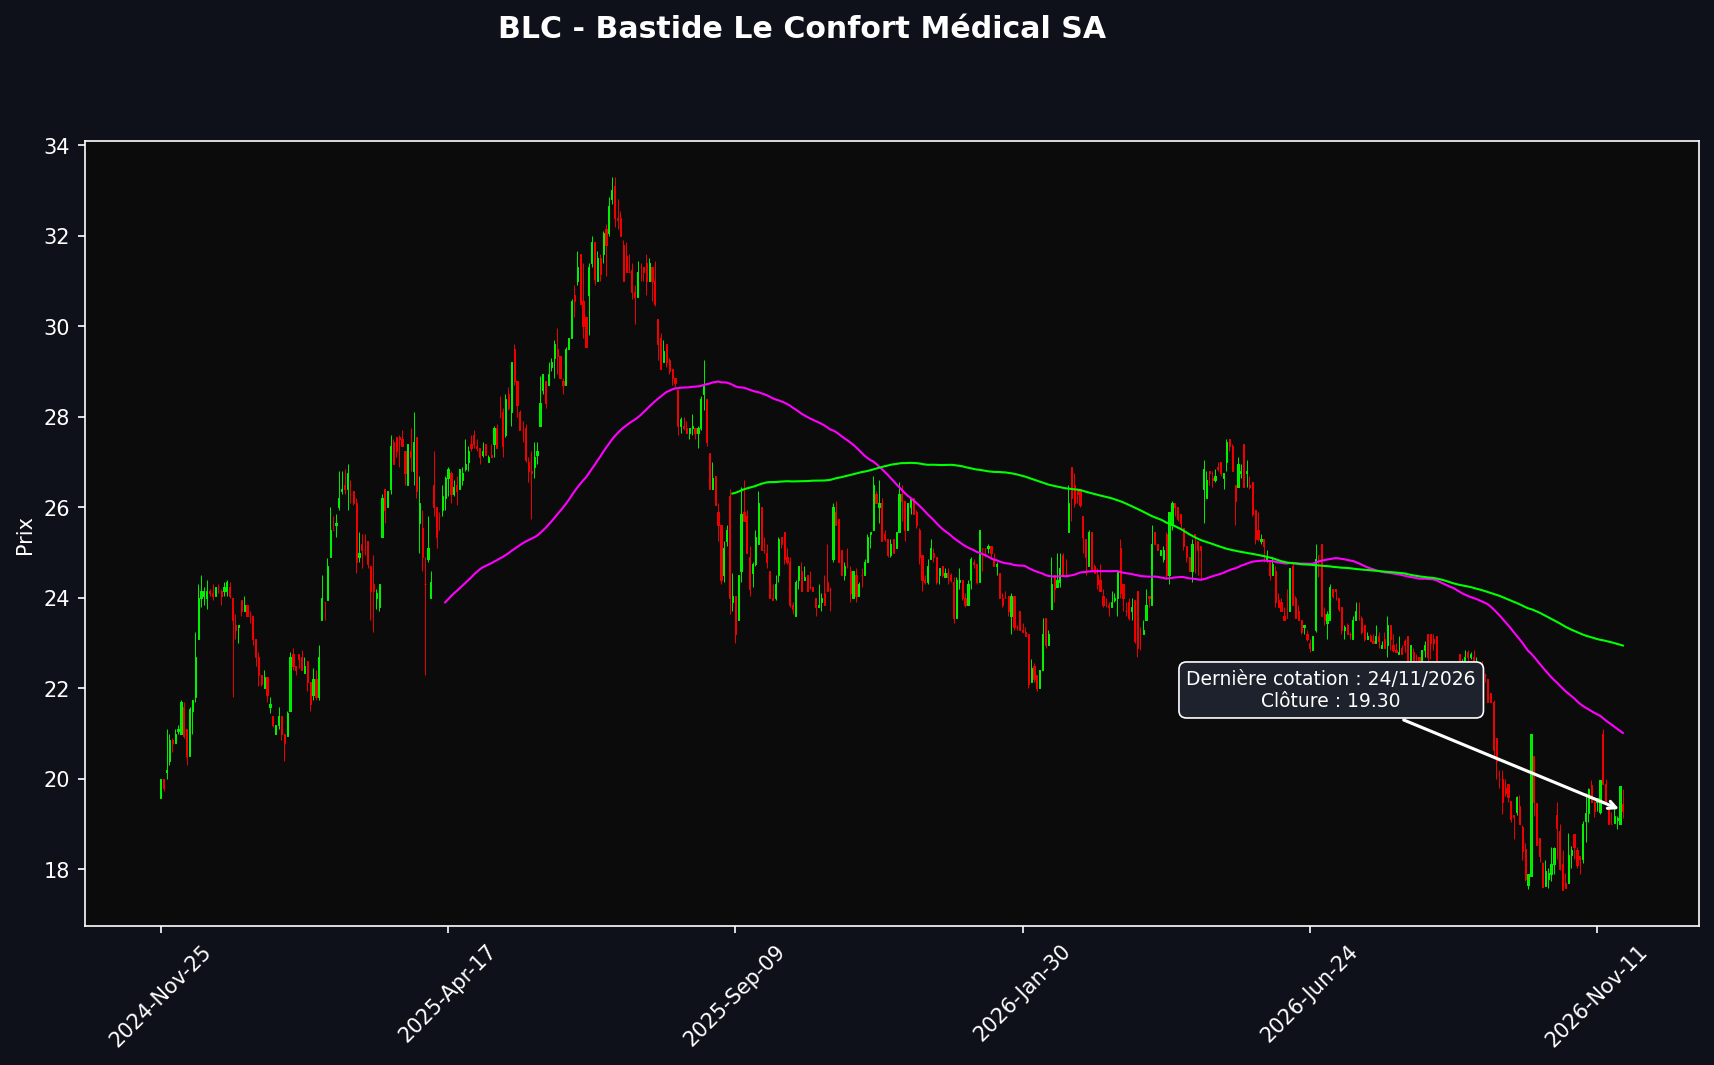 BLC - Bastide Le Confort Médical SA
Prix
34
32
30
28
26
24
22
20
18
Dernière cotation : 24/11/2026
Clôture : 19.30
2024-Nov-25
2025-Apr-17
2025-Sep-09
2026-Jan-30
2026-Jun-24
2026-Nov-11